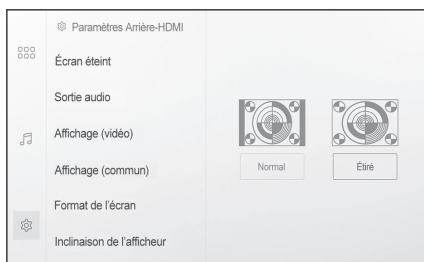 Paramètres Arrière-HDMI
Écran éteint
Sortie audio
Affichage (vidéo)
Affichage (commun)
Format de l'écran
Inclinaison de l'afficheur
Normal
Étiré